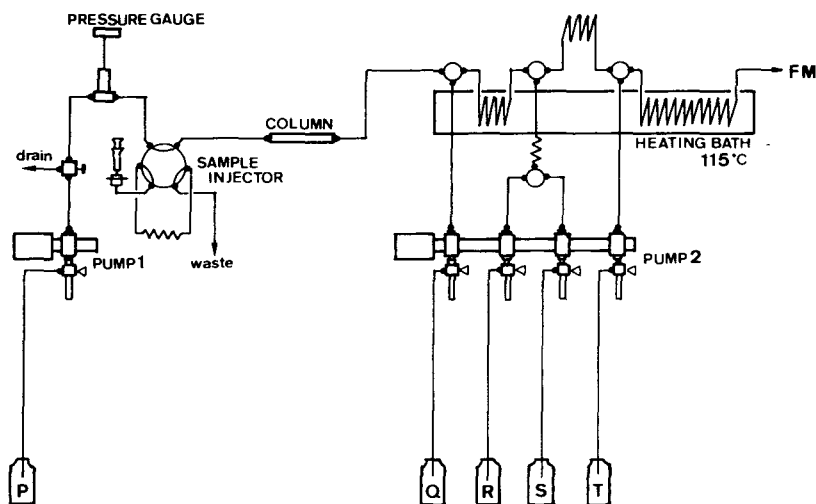 PRESSURE GAUGE
FM
COLUMN
HEATING BATH
115°C
drain
SAMPLE
INJECTOR
waste
PUMP1
PUMP2
P
Q
R
S
T